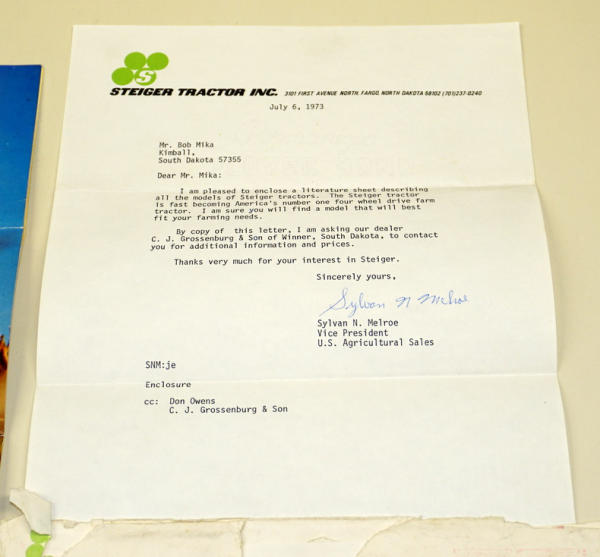 S
STEIGER TRACTOR INC. 3101 FIRST AVENUE NORTH, FARGO, NORTH DAKOTA 58102 (701)237-0240
July 6, 1973
Mr. Bob Mika
Kimball,
South Dakota 57355
Dear Mr. Mika:
I am pleased to enclose a literature sheet describing
all the models of Steiger tractors. The Steiger tractor
is fast becoming America's number one four wheel drive farm
tractor. I am sure you will find a model that will best
fit your farming needs.
By copy of this letter, I am asking our dealer
C. J. Grossenburg & Son of Winner, South Dakota, to contact
you for additional information and prices.
Thanks very much for your interest in Steiger.
Sincerely yours,
Sylvan N Melroe
Sylvan N. Melroe
Vice President
U.S. Agricultural Sales
SNM:je
Enclosure
cc: Don Owens
C. J. Grossenburg & Son